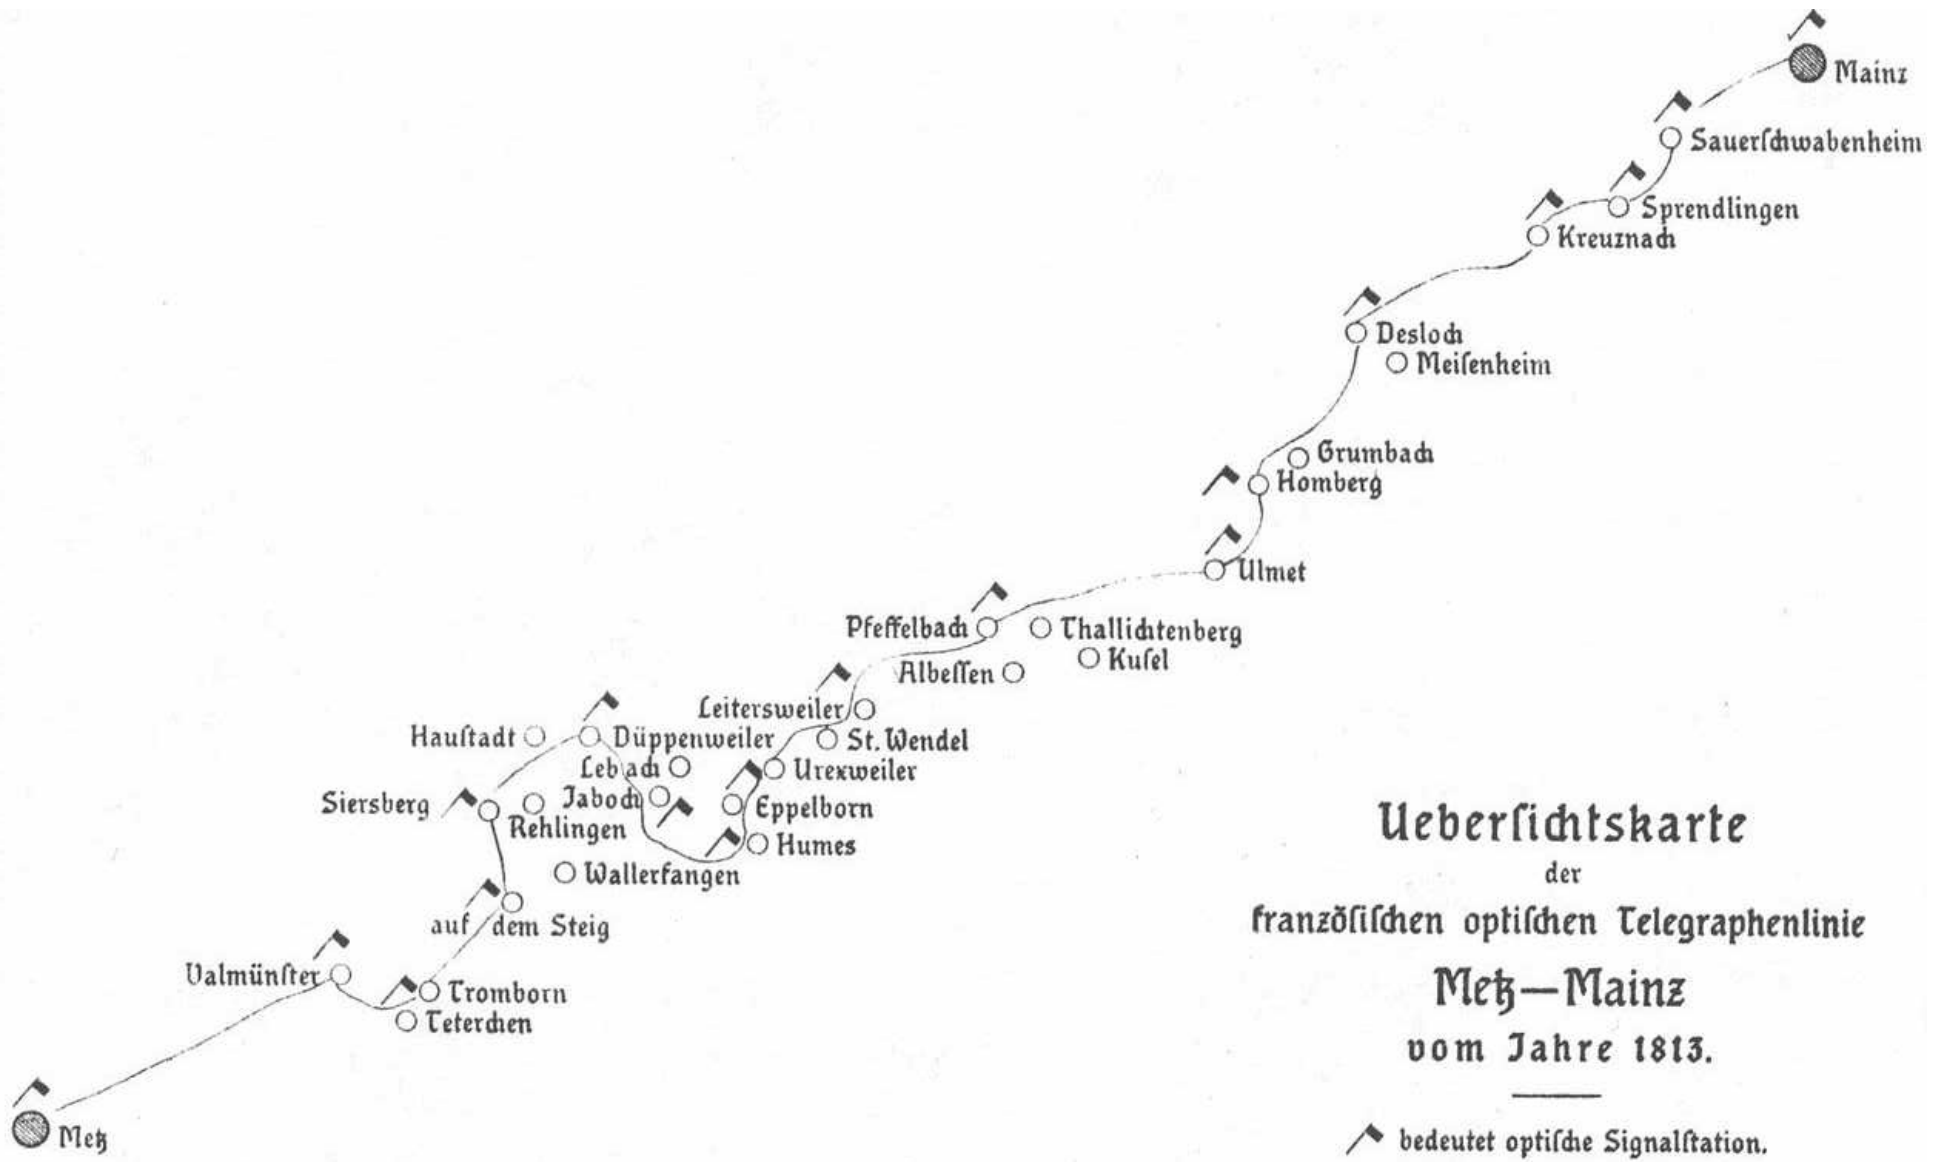 Mainz
Sauerſchwabenheim
Sprendlingen
Kreuznach
Desloch
Meiſenheim
Grumbach
Homberg
Ulmet
Pfeffelbach
Thallichtenberg
Kuſel
Albeſſen
Leitersweiler
Hauſtadt
Düppenweiler
St. Wendel
Lebach
Urexweiler
Siersberg
Jaboch
Eppelborn
Rehlingen
Humes
Wallerfangen
auf dem Steig
Valmünſter
Tromborn
Teterchen
Metz
Ueberſichtskarte
der
franzöſiſchen optiſchen Telegraphenlinie
Metz—Mainz
vom Jahre 1813.
bedeutet optiſche Signalſtation.